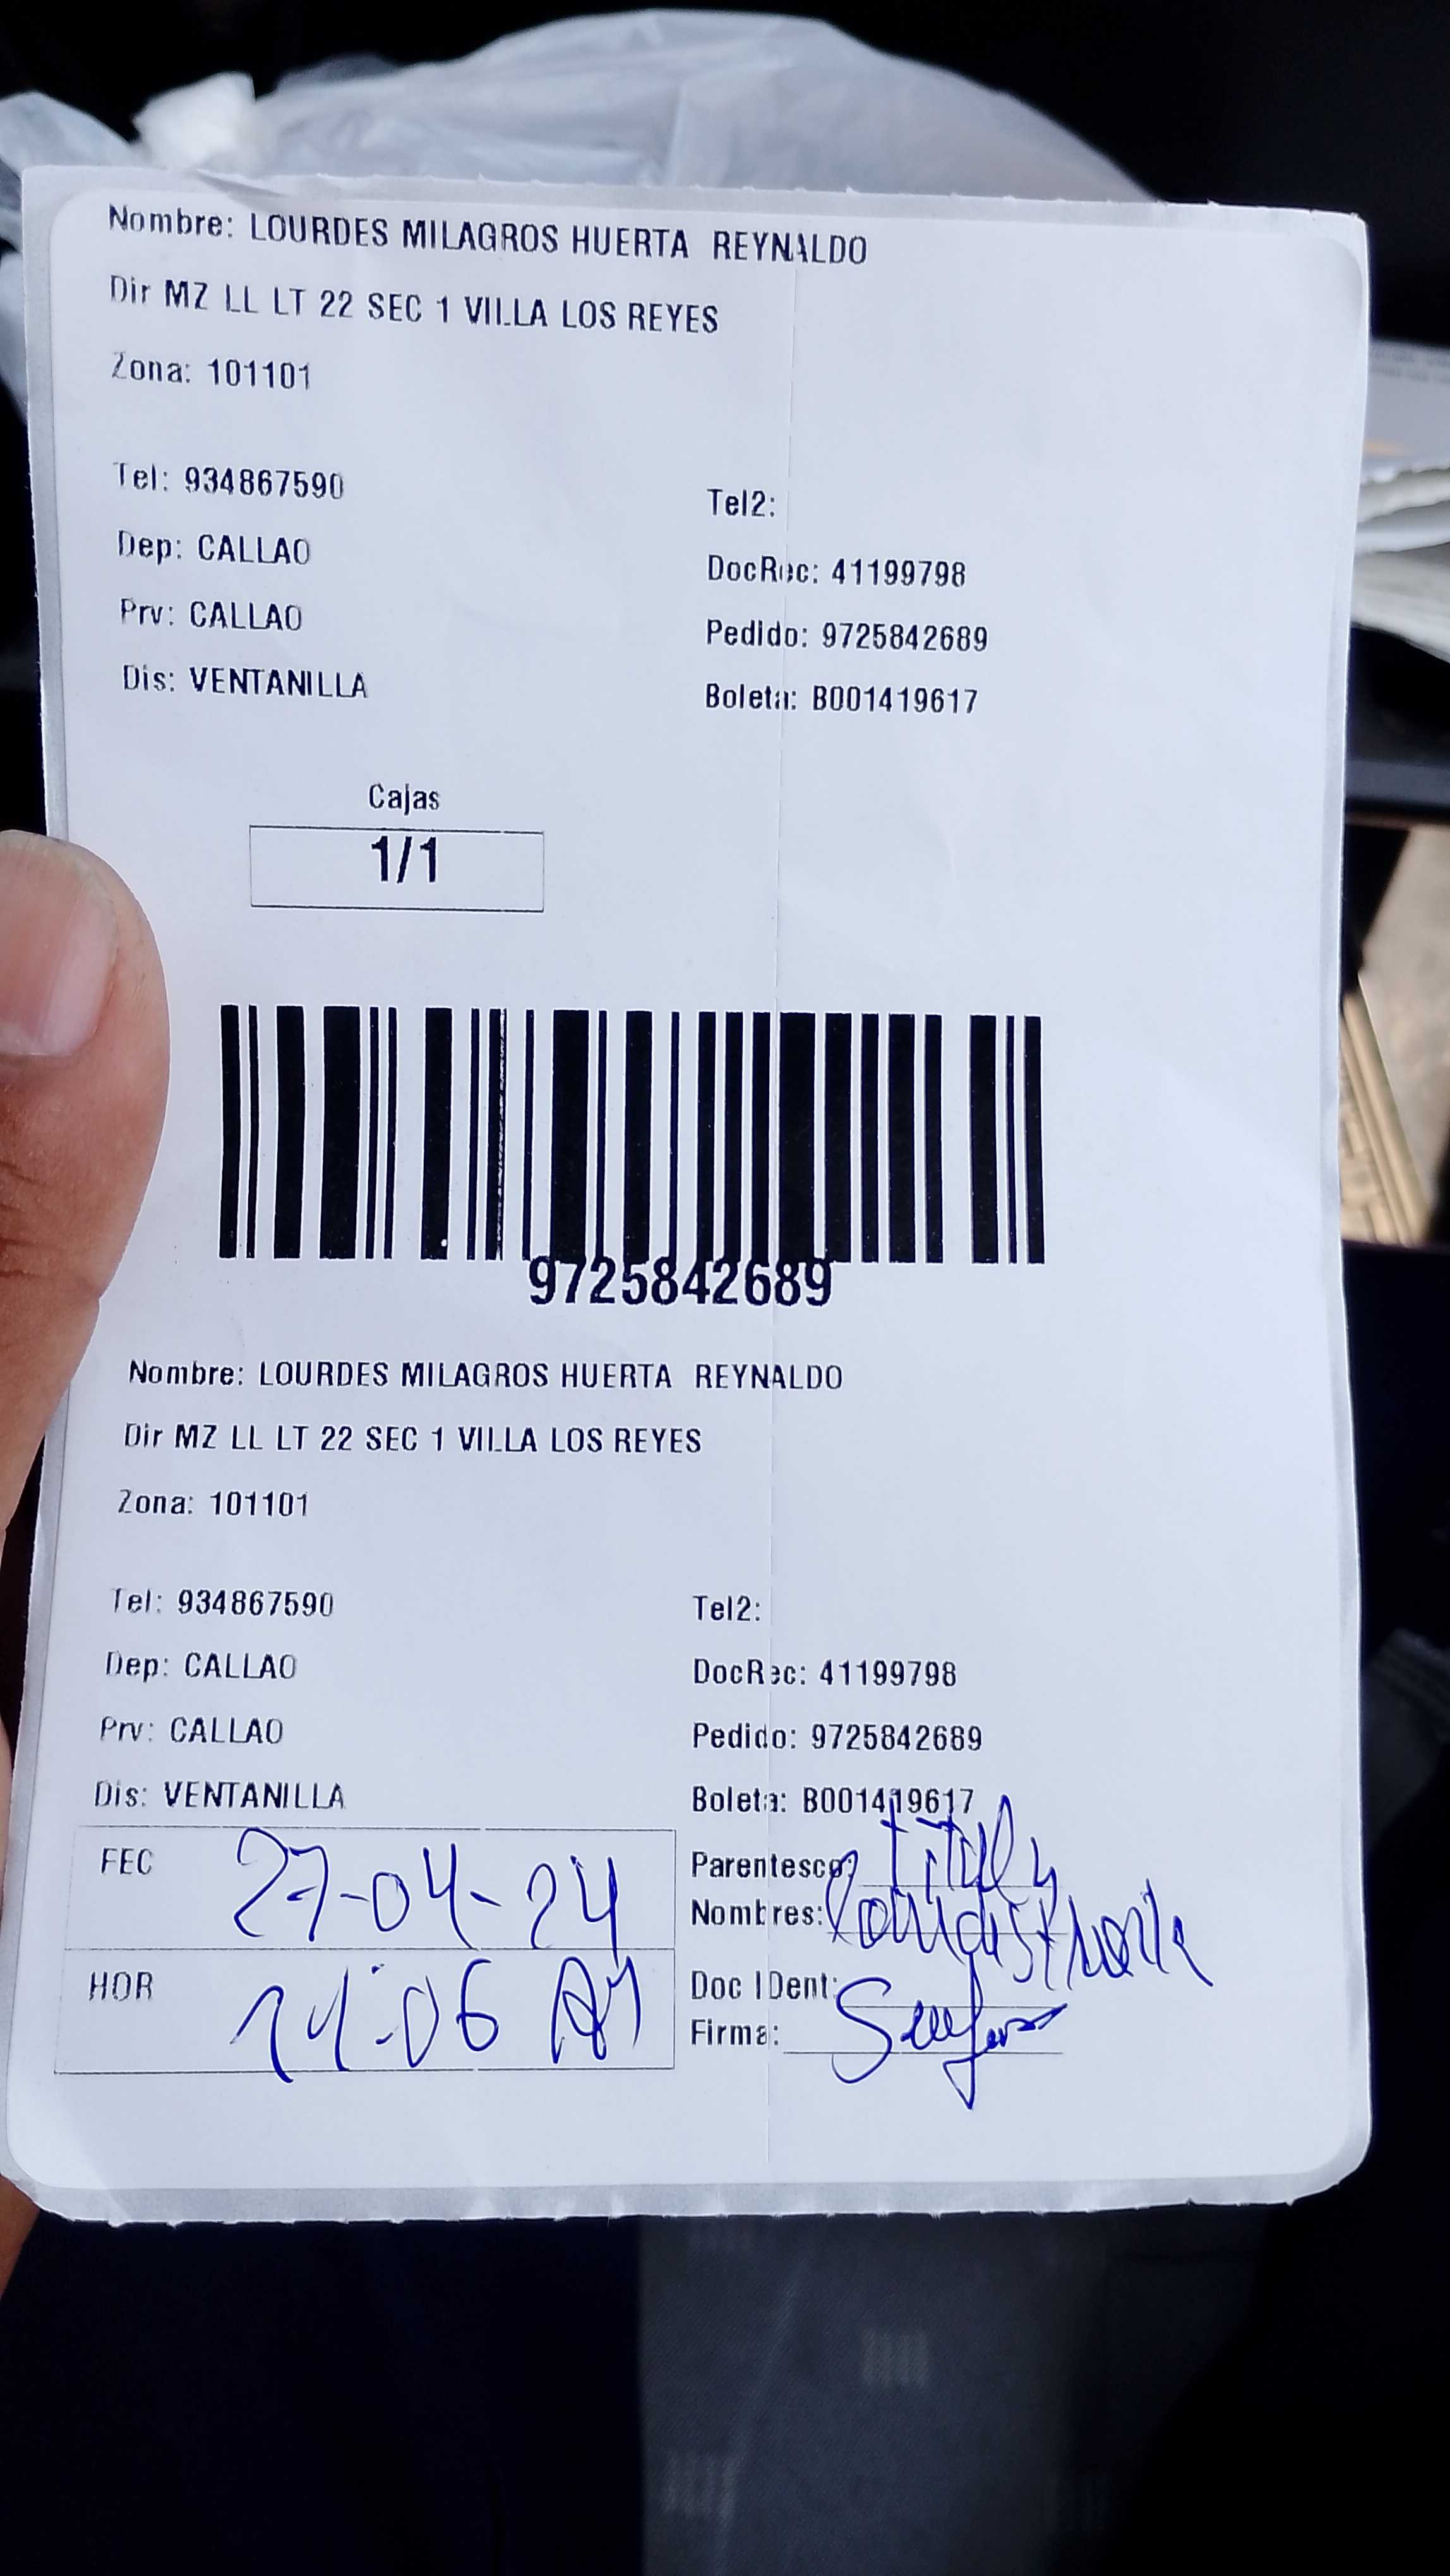 Nombre: LOURDES MILAGROS HUERTA REYNALDO
Dir MZ LL LT 22 SEC 1 VILLA LOS REYES
Zona: 101101
Tel: 934867590
Tel2:
Dep: CALLAO
DocRec: 41199798
Prv: CALLAO
Pedido: 9725842689
Dis: VENTANILLA
Boleta: B001419617
Cajas
1/1
9725842689
Nombre: LOURDES MILAGROS HUERTA REYNALDO
Dir MZ LL LT 22 SEC 1 VILLA LOS REYES
Zona: 101101
Tel: 934867590
Tel2:
Dep: CALLAO
DocRec: 41199798
Prv: CALLAO
Pedido: 9725842689
Dis: VENTANILLA
Boleta: B001419617
FEC 27-04-24
Parentesco:
Nombres:
HOR 11:06 AM
Doc IDent:
Firma: